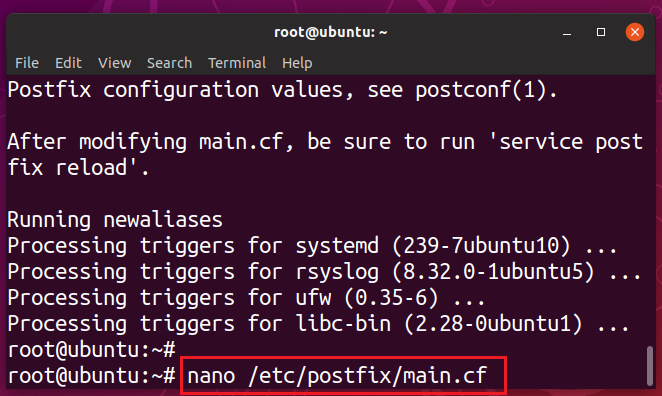 root@ubuntu: ~
File Edit View Search Terminal Help
Postfix configuration values, see postconf(1).
After modifying main.cf, be sure to run 'service post
fix reload'.
Running newaliases
Processing triggers for systemd (239-7ubuntu10) ...
Processing triggers for rsyslog (8.32.0-1ubuntu5) ...
Processing triggers for ufw (0.35-6) ...
Processing triggers for libc-bin (2.28-0ubuntu1) ...
root@ubuntu:~#
root@ubuntu:~# nano /etc/postfix/main.cf